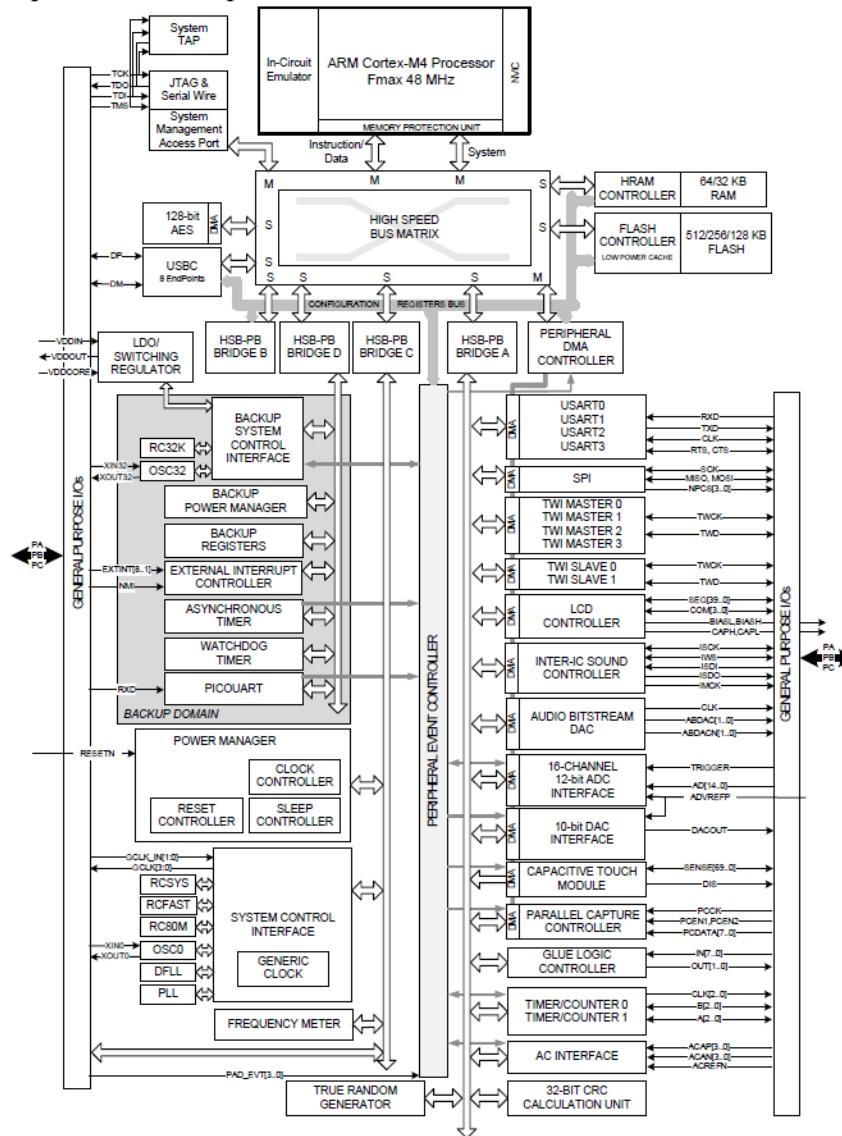 System
TAP
TCK
TDO
TDI
TMS
JTAG &
Serial Wire
System
Management
Access Port
In-Circuit
Emulator
ARM Cortex-M4 Processor
Fmax 48 MHz
NVIC
MEMORY PROTECTION UNIT
Instruction/
Data
System
M
M
M
S
HRAM
CONTROLLER
64/32 KB
RAM
128-bit
AES
DMA
S
HIGH SPEED
BUS MATRIX
S
FLASH
CONTROLLER
LOW POWER CACHE
512/256/128 KB
FLASH
DP
DM
USBC
8 EndPoints
S
S
S
S
S
M
CONFIGURATION
REGISTERS BUS
VDDIN
VDDOUT
VDDCORE
LDO/
SWITCHING
REGULATOR
HSB-PB
BRIDGE B
HSB-PB
BRIDGE D
HSB-PB
BRIDGE C
HSB-PB
BRIDGE A
PERIPHERAL
DMA
CONTROLLER
GENERAL PURPOSE I/Os
PA
PB
PC
BACKUP
SYSTEM
CONTROL
INTERFACE
RC32K
OSC32
XIN32
XOUT32
BACKUP
POWER MANAGER
BACKUP
REGISTERS
EXTINT[8..1]
NMI
EXTERNAL INTERRUPT
CONTROLLER
ASYNCHRONOUS
TIMER
WATCHDOG
TIMER
RXD
PICOUART
BACKUP DOMAIN
RESETN
POWER MANAGER
CLOCK
CONTROLLER
RESET
CONTROLLER
SLEEP
CONTROLLER
GCLK_IN[1:0]
GCLK[3:0]
RCSYS
RCFAST
RC80M
XIN0
XOUT0
OSC0
DFLL
PLL
SYSTEM CONTROL
INTERFACE
GENERIC
CLOCK
FREQUENCY METER
PAD_EVT[3..0]
TRUE RANDOM
GENERATOR
PERIPHERAL EVENT CONTROLLER
DMA
USART0
USART1
USART2
USART3
RXD
TXD
CLK
RTS, CTS
DMA
SPI
SCK
MISO, MOSI
NPCS[3..0]
DMA
TWI MASTER 0
TWI MASTER 1
TWI MASTER 2
TWI MASTER 3
TWCK
TWD
DMA
TWI SLAVE 0
TWI SLAVE 1
TWCK
TWD
DMA
LCD
CONTROLLER
SEG[39..0]
COM[3..0]
BIASL,BIASH
CAPH,CAPL
DMA
INTER-IC SOUND
CONTROLLER
ISCK
IWS
ISDI
ISDO
IMCK
DMA
AUDIO BITSTREAM
DAC
CLK
ABDAC[1..0]
ABDACN[1..0]
DMA
16-CHANNEL
12-bit ADC
INTERFACE
TRIGGER
AD[14..0]
ADVREFP
DMA
10-bit DAC
INTERFACE
DACOUT
DMA
CAPACITIVE TOUCH
MODULE
SENSE[69..0]
DIS
DMA
PARALLEL CAPTURE
CONTROLLER
PCCK
PCEN1,PCEN2
PCDATA[7..0]
GLUE LOGIC
CONTROLLER
IN[7..0]
OUT[1..0]
TIMER/COUNTER 0
TIMER/COUNTER 1
CLK[2..0]
B[2..0]
A[2..0]
AC INTERFACE
ACAP[3..0]
ACAN[3..0]
ACREFN
32-BIT CRC
CALCULATION UNIT
GENERAL PURPOSE I/Os
PA
PB
PC